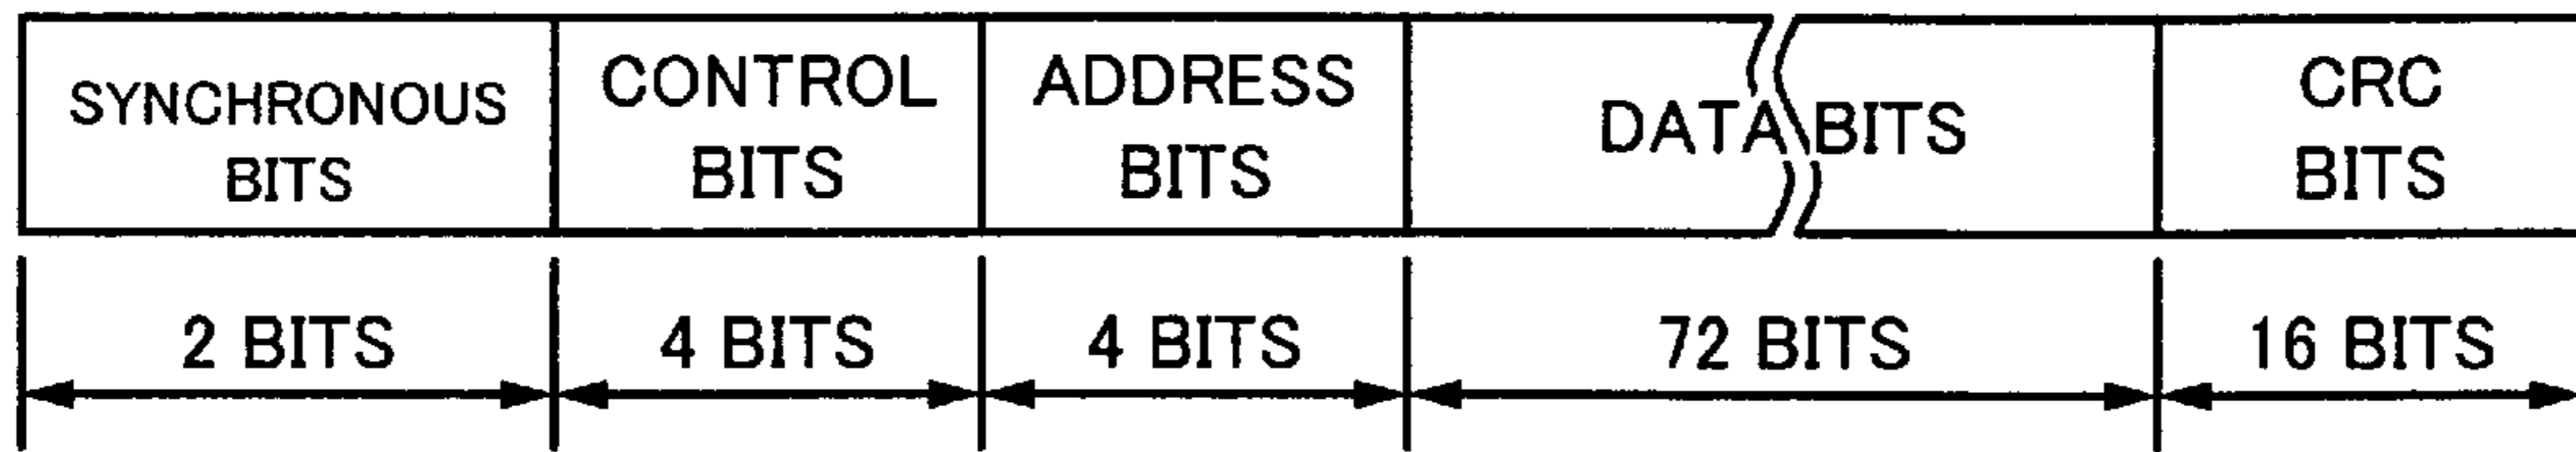 SYNCHRONOUS
BITS
CONTROL
BITS
ADDRESS
BITS
DATA BITS
CRC
BITS
2 BITS
4 BITS
4 BITS
72 BITS
16 BITS